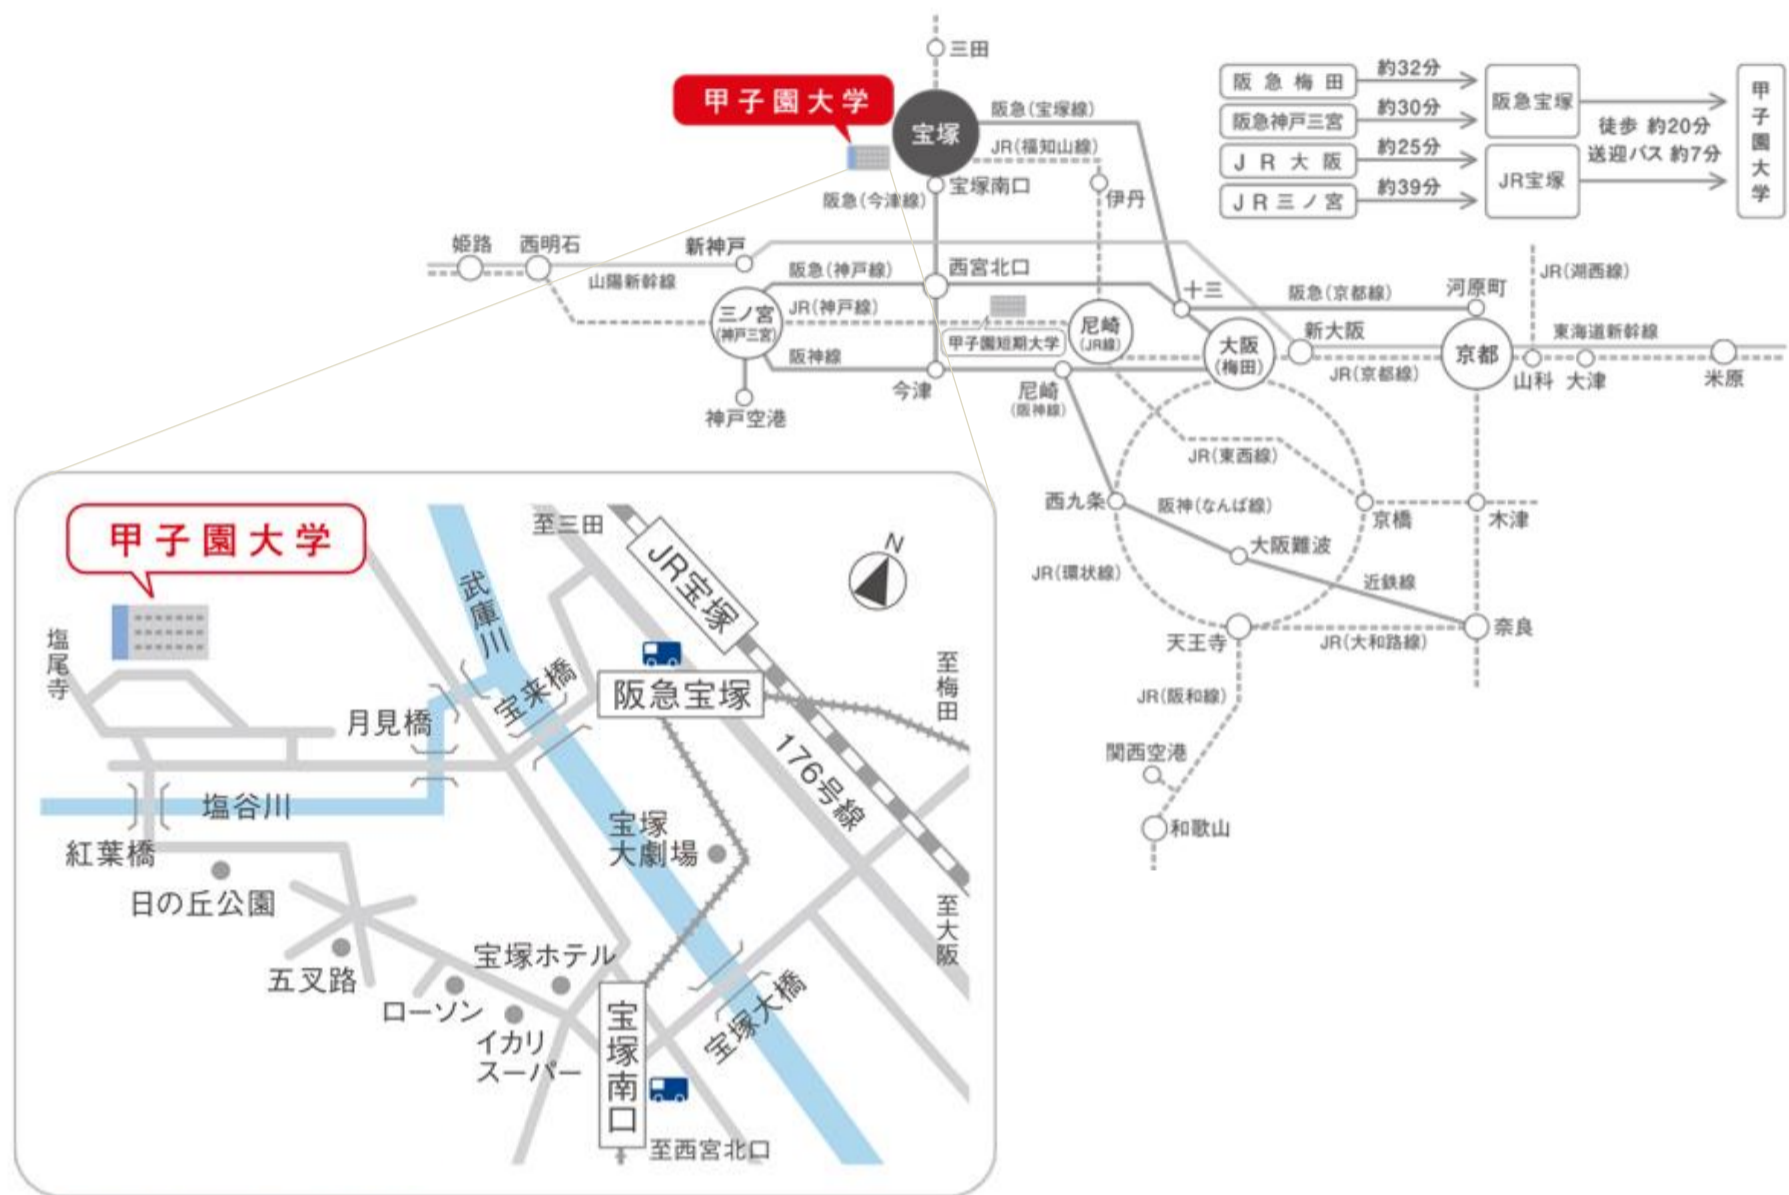 三田
甲子園大学
宝塚
阪急(宝塚線)
JR(福知山線)
宝塚南口
阪急(今津線)
伊丹
阪急梅田
約32分
阪急神戸三宮
約30分
JR大阪
約25分
JR三ノ宮
約39分
阪急宝塚
JR宝塚
徒歩 約20分
送迎バス 約7分
甲子園大学
姫路
西明石
新神戸
山陽新幹線
阪急(神戸線)
西宮北口
JR(神戸線)
三ノ宮
(神戸三宮)
甲子園短期大学
尼崎
(JR線)
十三
阪急(京都線)
河原町
JR(湖西線)
大阪
(梅田)
新大阪
京都
東海道新幹線
JR(京都線)
山科
大津
米原
阪神線
今津
尼崎
(阪神線)
神戸空港
JR(東西線)
西九条
阪神(なんば線)
京橋
木津
大阪難波
JR(環状線)
近鉄線
天王寺
JR(大和路線)
奈良
JR(阪和線)
関西空港
和歌山
甲子園大学
至三田
JR宝塚
N
武庫川
塩尾寺
宝来橋
阪急宝塚
至梅田
月見橋
176号線
塩谷川
宝塚
大劇場
紅葉橋
日の丘公園
至大阪
五叉路
宝塚ホテル
ローソン
イカリ
スーパー
宝塚南口
宝塚大橋
至西宮北口